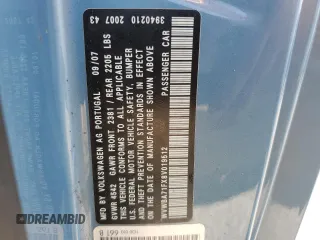 MFD. BY: VOLKSWAGEN AG PORTUGAL 09/07 3940210 2007 43
GVWR 4542 GAWR FRONT 2381 / REAR 2205 LBS
THIS VEHICLE CONFORMS TO ALL APPLICABLE
U.S. FEDERAL MOTOR VEHICLE SAFETY, BUMPER
AND THEFT PREVENTION STANDARDS IN EFFECT
ON THE DATE OF MANUFACTURE SHOWN ABOVE.
PASSENGER CAR